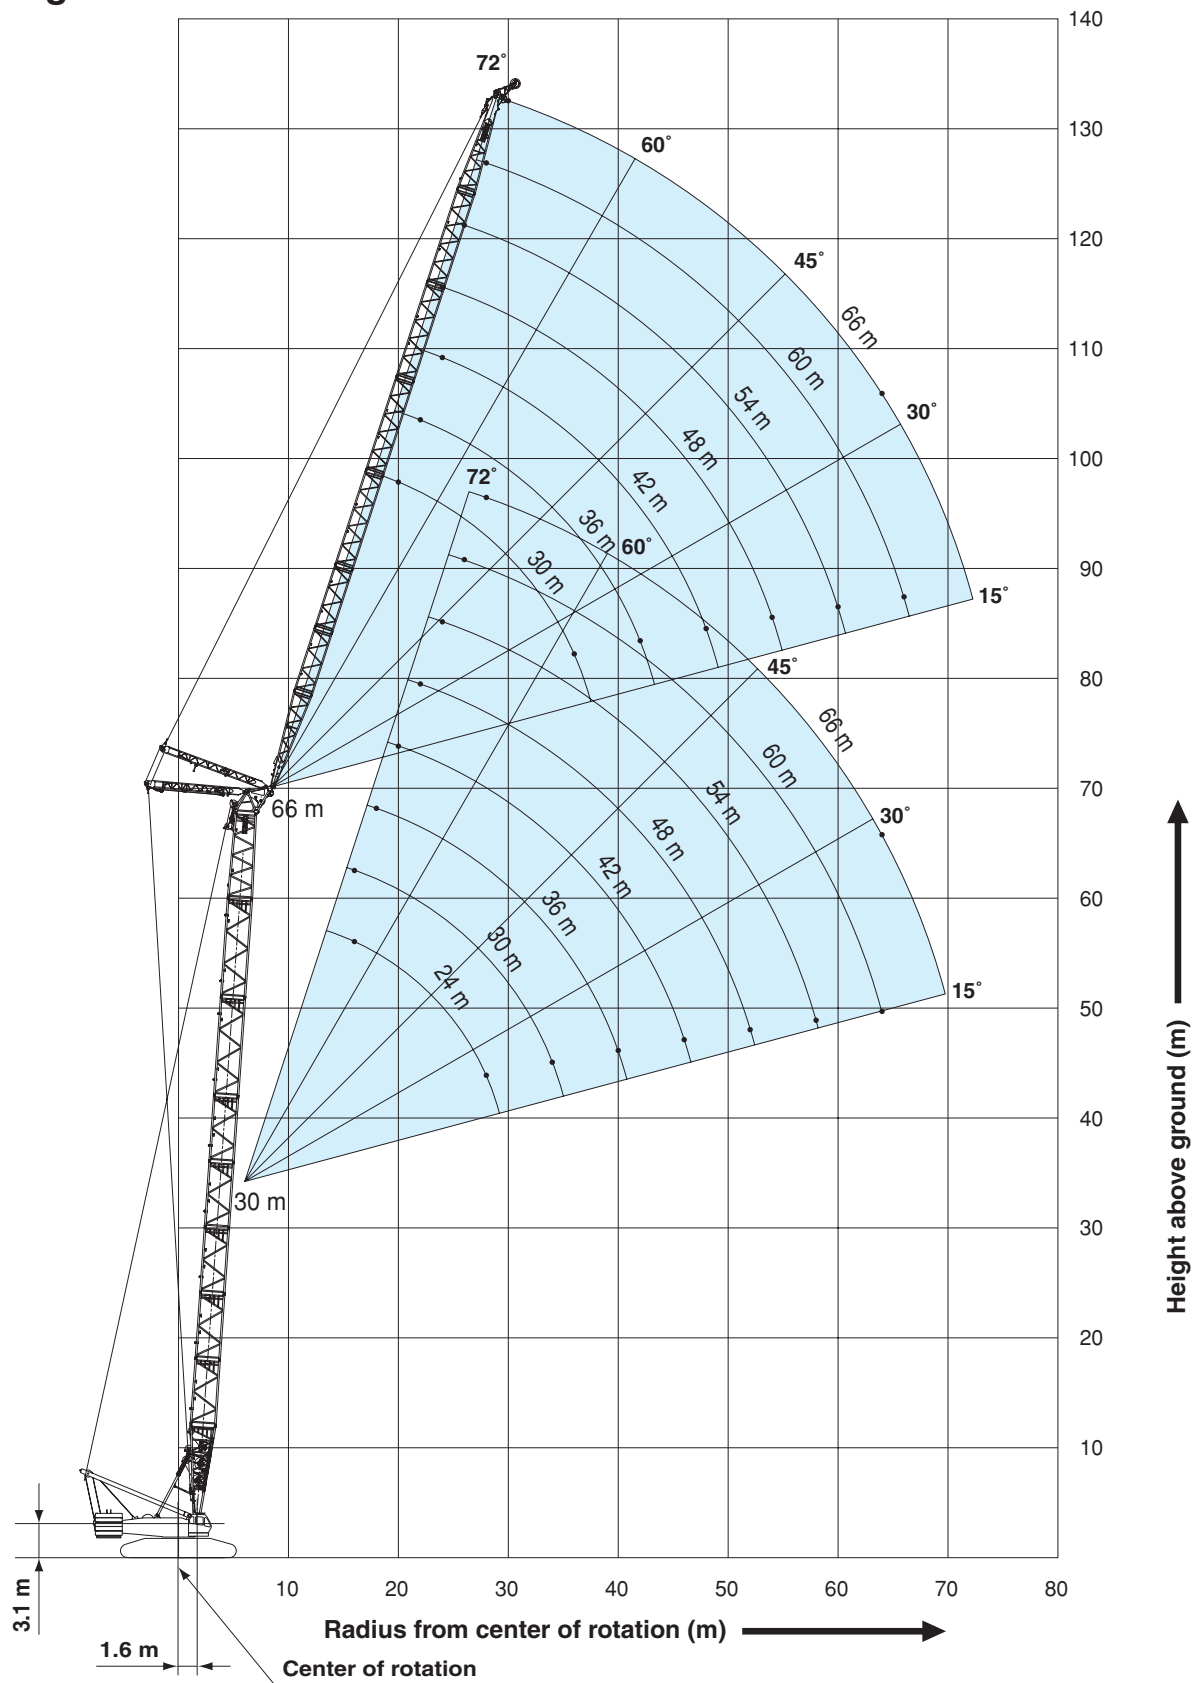 g
140
72°
130
60°
120
45°
66 m
110
60 m
30°
54 m
100
48 m
72°
42 m
36 m
60°
30 m
90
15°
45°
80
66 m
60 m
70
66 m
54 m
30°
48 m
42 m
60
36 m
30 m
24 m
15°
50
40
30 m
30
20
10
Height above ground (m)
3.1 m
10 20 30 40 50 60 70 80
Radius from center of rotation (m)
1.6 m
Center of rotation